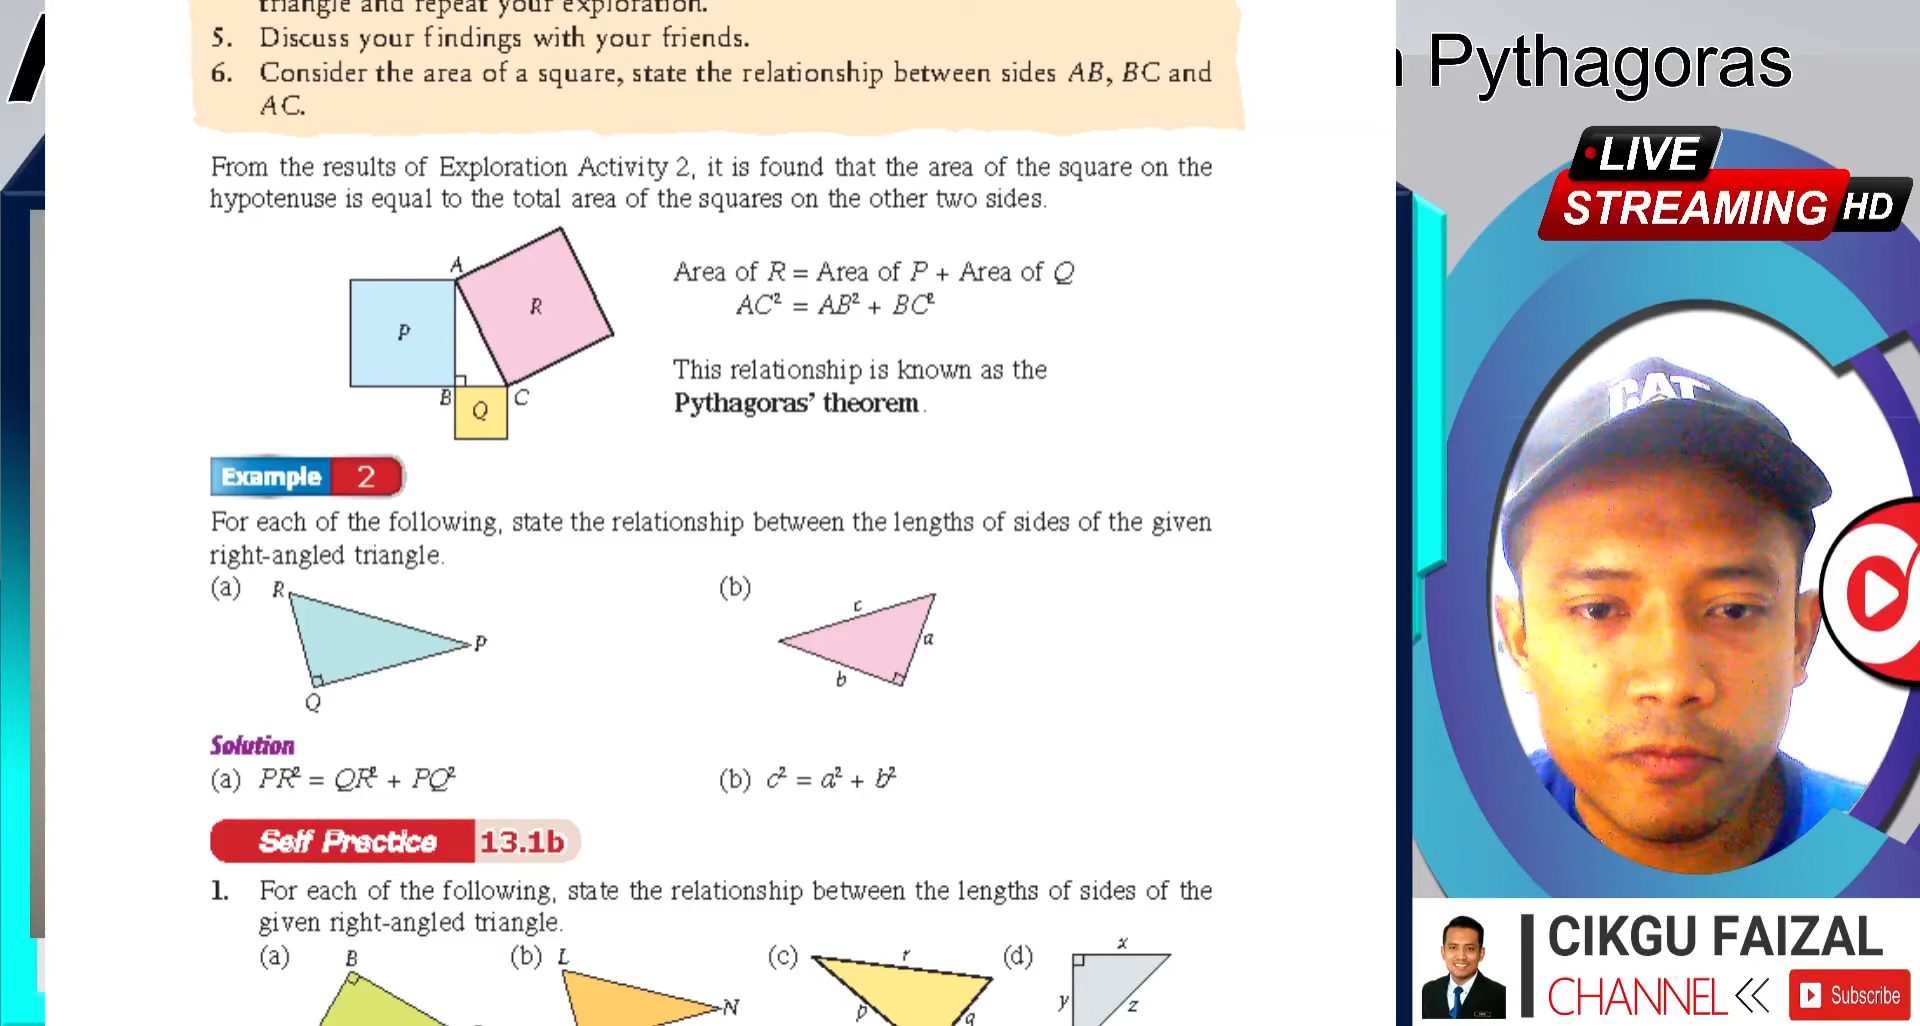 triangle and repeat your exploration.
5. Discuss your findings with your friends.
6. Consider the area of a square, state the relationship between sides AB, BC and
AC.
Pythagoras
LIVE
STREAMING HD
From the results of Exploration Activity 2, it is found that the area of the square on the
hypotenuse is equal to the total area of the squares on the other two sides.
A
P
R
B
Q
C
Area of R = Area of P + Area of Q
AC² = AB² + BC²
This relationship is known as the
Pythagoras' theorem.
Example 2
For each of the following, state the relationship between the lengths of sides of the given
right-angled triangle.
(a) R
P
Q
(b)
c
a
b
CAT
Solution
(a) PR² = QR² + PQ²
(b) c² = a² + b²
Self Practice 13.1b
1. For each of the following, state the relationship between the lengths of sides of the
given right-angled triangle.
(a) B
(b) L
N
(c) r
p
q
(d) x
y
z
CIKGU FAIZAL
CHANNEL <<
Subscribe